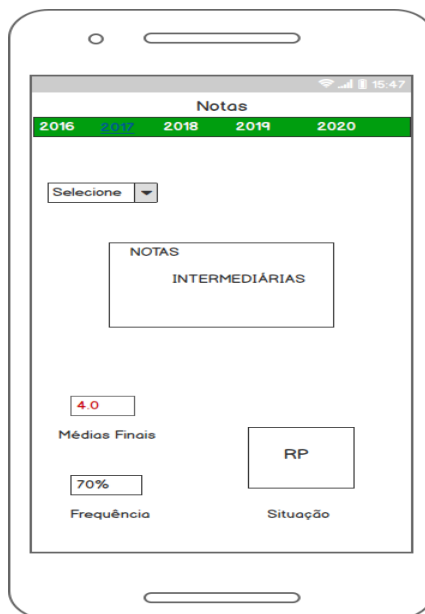 15:47
Notas
2016 2017 2018 2019 2020
Selecione
NOTAS
INTERMEDIÁRIAS
4.0
Médias Finais
RP
70%
Frequência
Situação